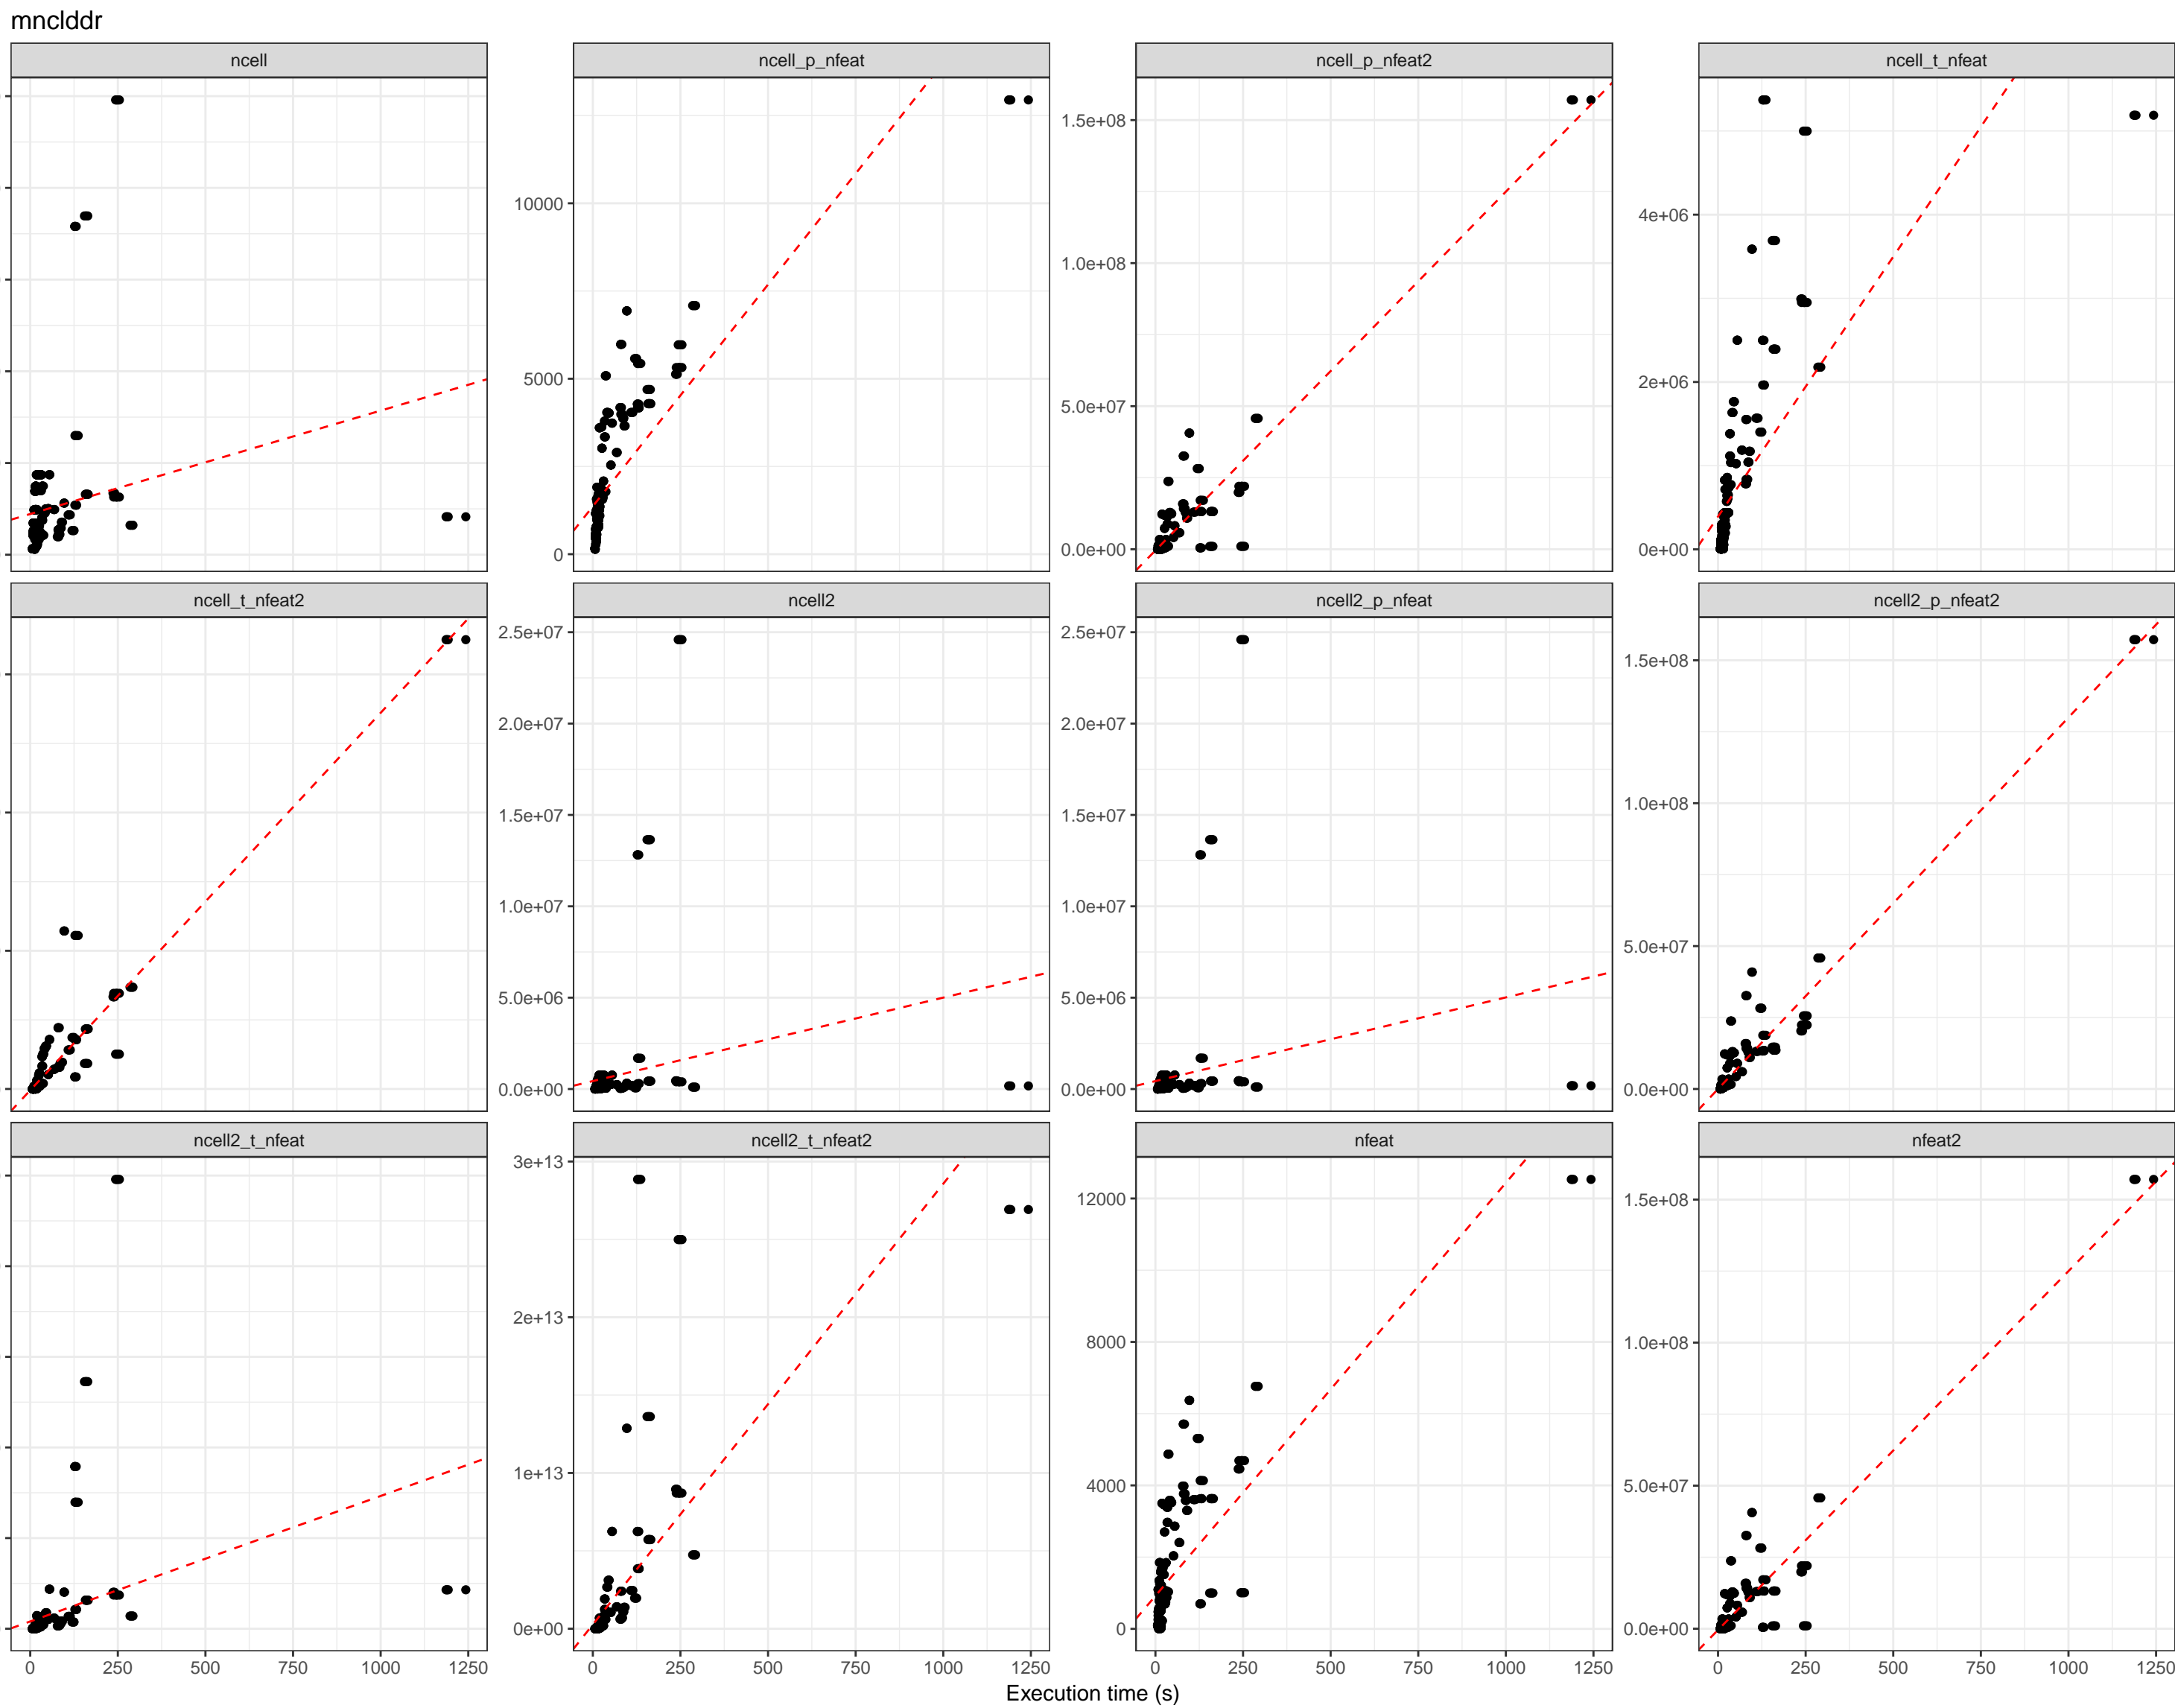 mnclddr
ncell
ncell_p_nfeat
ncell_p_nfeat2
ncell_t_nfeat
10000
5000
0
1.5e+08
1.0e+08
5.0e+07
0.0e+00
4e+06
2e+06
0e+00
ncell_t_nfeat2
ncell2
ncell2_p_nfeat
ncell2_p_nfeat2
2.5e+07
2.0e+07
1.5e+07
1.0e+07
5.0e+06
0.0e+00
2.5e+07
2.0e+07
1.5e+07
1.0e+07
5.0e+06
0.0e+00
1.5e+08
1.0e+08
5.0e+07
0.0e+00
ncell2_t_nfeat
ncell2_t_nfeat2
nfeat
nfeat2
3e+13
2e+13
1e+13
0e+00
12000
8000
4000
0
1.5e+08
1.0e+08
5.0e+07
0.0e+00
0 250 500 750 1000 1250
0 250 500 750 1000 1250
0 250 500 750 1000 1250
0 250 500 750 1000 1250
Execution time (s)